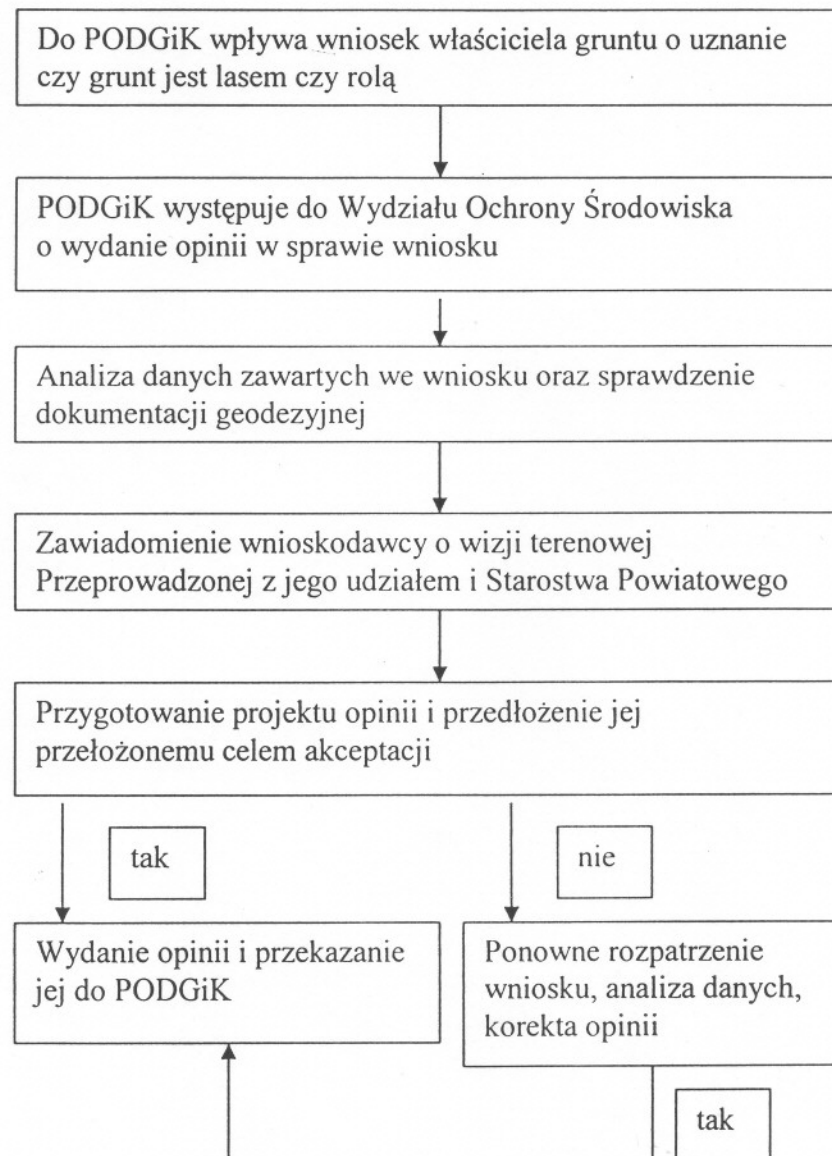 Do PODGiK wpływa wniosek właściciela gruntu o uznanie
czy grunt jest lasem czy rolą
PODGiK występuje do Wydziału Ochrony Środowiska
o wydanie opinii w sprawie wniosku
Analiza danych zawartych we wniosku oraz sprawdzenie
dokumentacji geodezyjnej
Zawiadomienie wnioskodawcy o wizji terenowej
Przeprowadzonej z jego udziałem i Starostwa Powiatowego
Przygotowanie projektu opinii i przedłożenie jej
przełożonemu celem akceptacji
tak
nie
Wydanie opinii i przekazanie
jej do PODGiK
Ponowne rozpatrzenie
wniosku, analiza danych,
korekta opinii
tak